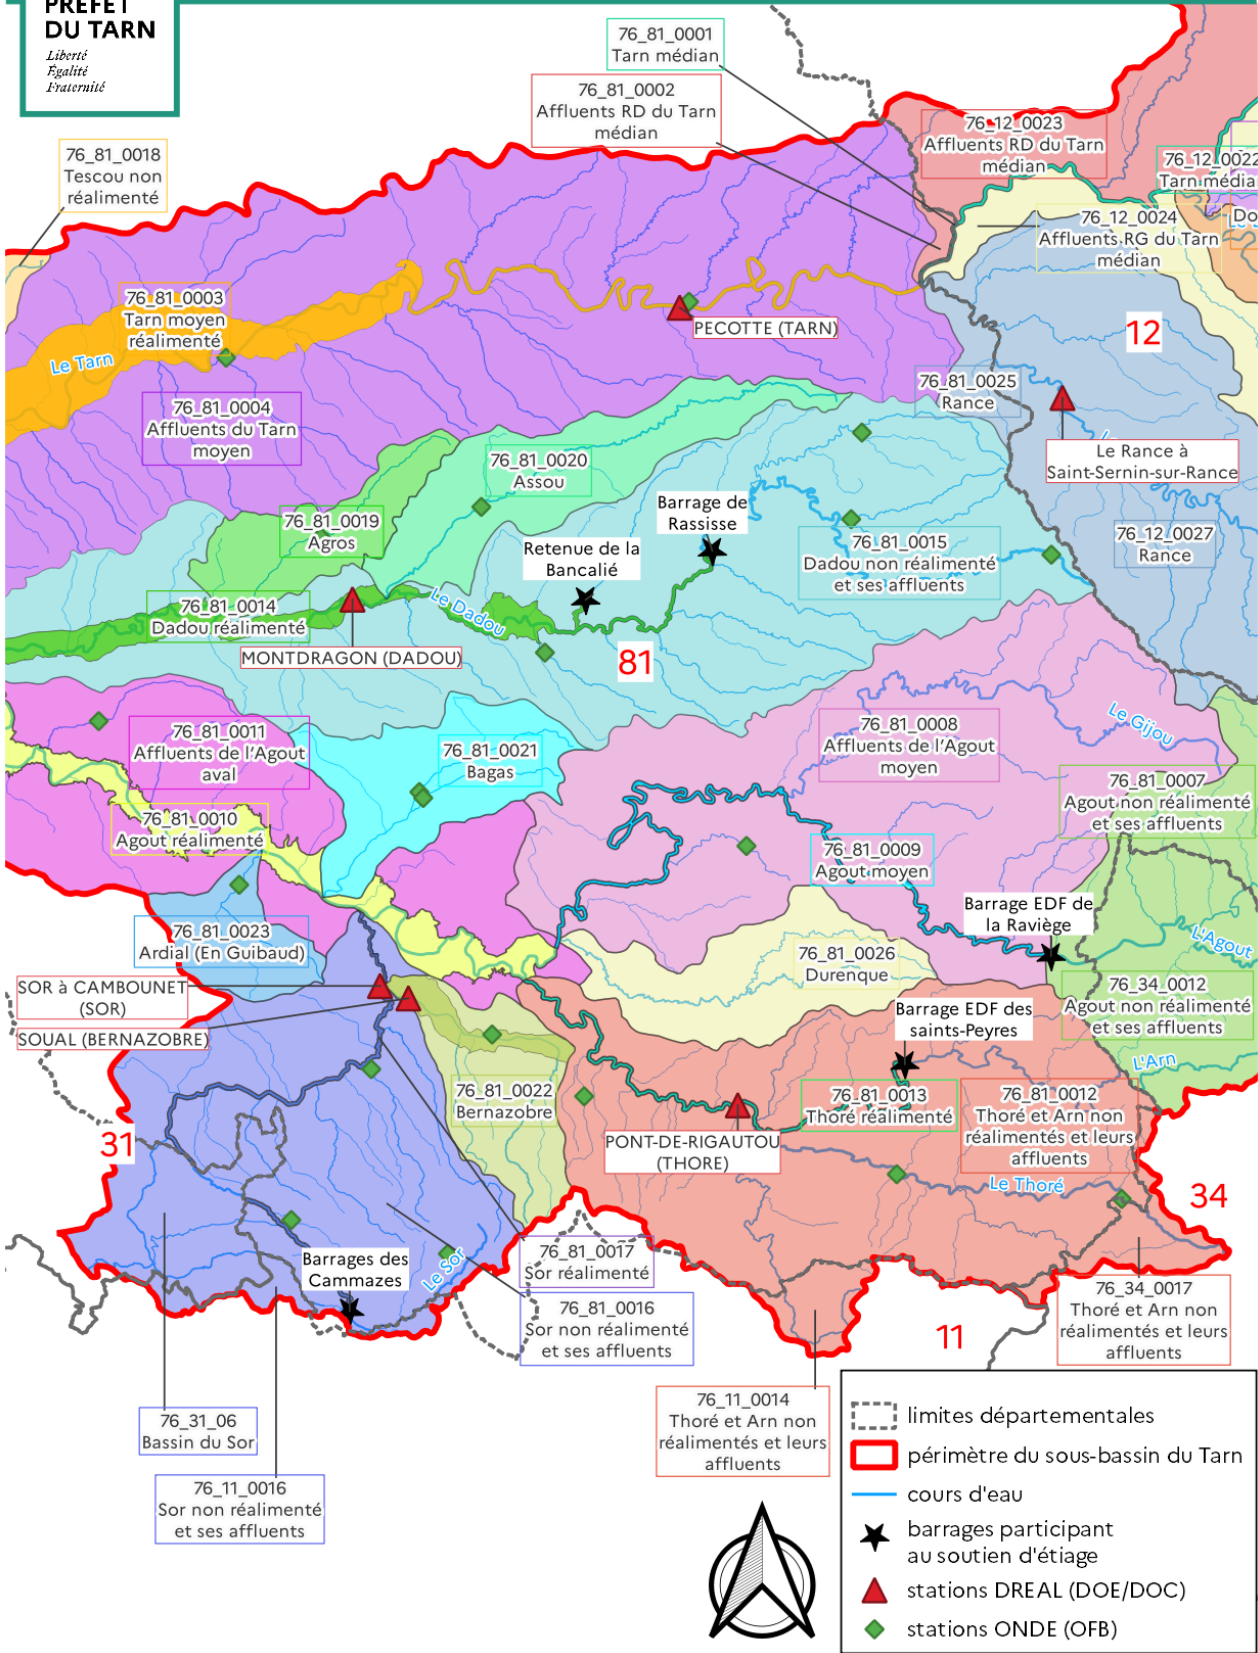 PRÉFET
DU TARN
Liberté
Égalité
Fraternité
76_81_0001
Tarn médian
76_81_0002
Affluents RD du Tarn
médian
76_12_0023
Affluents RD du Tarn
médian
76_12_0022
Tarn média
76_81_0018
Tescou non
réalimenté
76_12_0024
Affluents RG du Tarn
médian
Do
76_81_0003
Tarn moyen
réalimenté
Le Tarn
PECOTTE (TARN)
12
76_81_0004
Affluents du Tarn
moyen
76_81_0025
Rance
Le Rance à
Saint-Sernin-sur-Rance
76_81_0020
Assou
76_81_0019
Agros
Barrage de
Rassisse
Retenue de la
Bancalié
76_81_0015
Dadou non réalimenté
et ses affluents
76_12_0027
Rance
76_81_0014
Dadou réalimenté
Le Dadou
MONTDRAGON (DADOU)
81
76_81_0011
Affluents de l'Agout
aval
76_81_0021
Bagas
76_81_0008
Affluents de l'Agout
moyen
Le Gijou
76_81_0007
Agout non réalimenté
et ses affluents
76_81_0010
Agout réalimenté
76_81_0009
Agout moyen
Barrage EDF de
la Raviège
76_81_0023
Ardial (En Guibaud)
76_81_0026
Durenque
L'Agout
SOR à CAMBOUNET
(SOR)
SOUAL (BERNAZOBRE)
76_34_0012
Agout non réalimenté
et ses affluents
Barrage EDF des
saints-Peyres
L'Arn
76_81_0022
Bernazobre
76_81_0013
Thoré réalimenté
76_81_0012
Thoré et Arn non
réalimentés et leurs
affluents
31
PONT-DE-RIGAUTOU
(THORE)
Le Thoré
34
76_81_0017
Sor réalimenté
Barrages des
Cammazes
Le Sor
76_81_0016
Sor non réalimenté
et ses affluents
76_34_0017
Thoré et Arn non
réalimentés et leurs
affluents
11
76_31_06
Bassin du Sor
76_11_0014
Thoré et Arn non
réalimentés et leurs
affluents
76_11_0016
Sor non réalimenté
et ses affluents
limites départementales
périmètre du sous-bassin du Tarn
cours d'eau
barrages participant
au soutien d'étiage
stations DREAL (DOE/DOC)
stations ONDE (OFB)